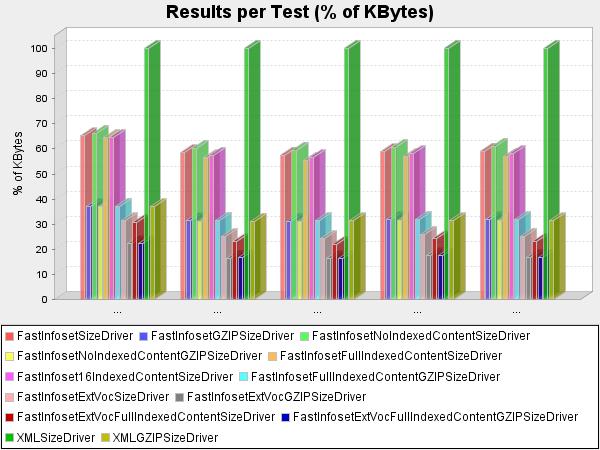 Results per Test (% of KBytes)
% of KBytes
100
90
80
70
60
50
40
30
20
10
0
... ... ... ... ...
FastInfosetSizeDriver FastInfosetGZIPSizeDriver FastInfosetNoIndexedContentSizeDriver
FastInfosetNoIndexedContentGZIPSizeDriver FastInfosetFullIndexedContentSizeDriver
FastInfoset16IndexedContentSizeDriver FastInfosetFullIndexedContentGZIPSizeDriver
FastInfosetExtVocSizeDriver FastInfosetExtVocGZIPSizeDriver
FastInfosetExtVocFullIndexedContentSizeDriver FastInfosetExtVocFullIndexedContentGZIPSizeDriver
XMLSizeDriver XMLGZIPSizeDriver